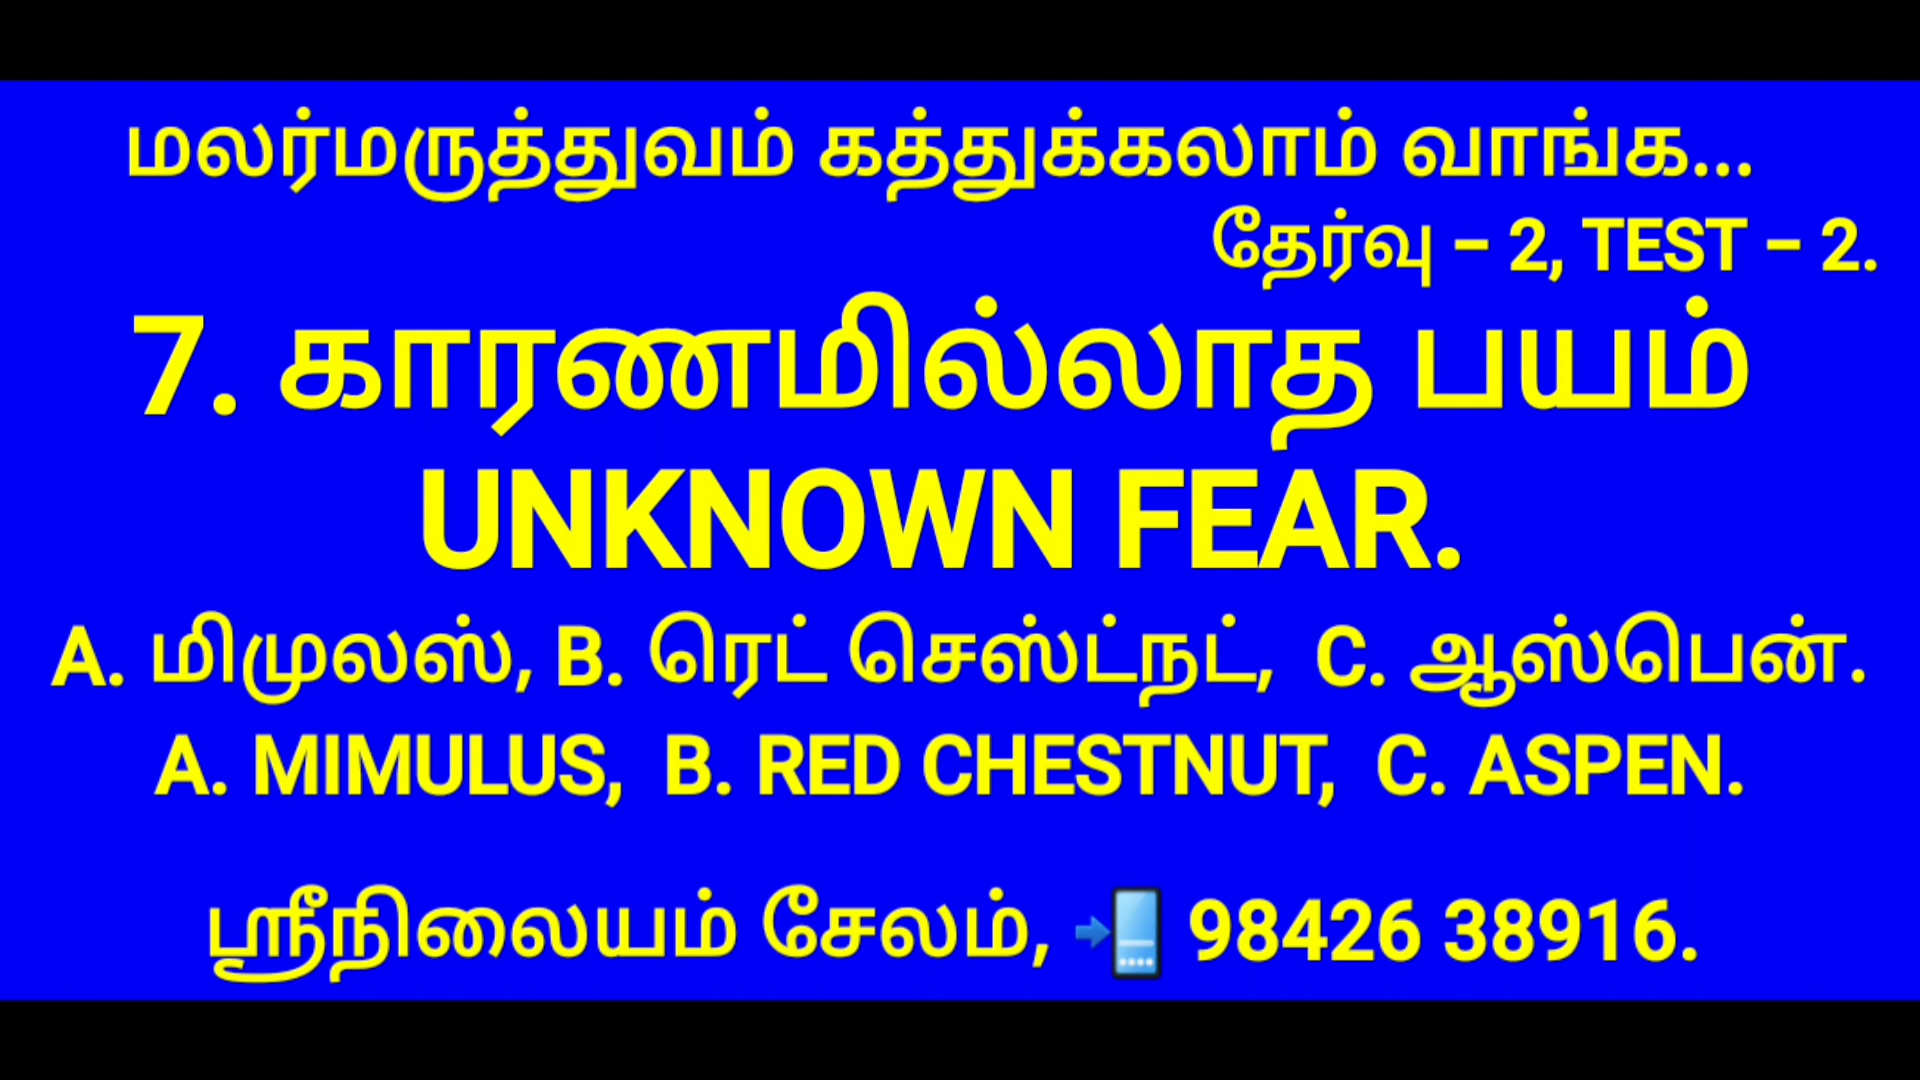 மலர்மருத்துவம் கத்துக்கலாம் வாங்க...
தேர்வு – 2, TEST – 2.
7. காரணமில்லாத பயம்
UNKNOWN FEAR.
A. மிமுலஸ், B. ரெட் செஸ்ட்நட், C. ஆஸ்பென்.
A. MIMULUS, B. RED CHESTNUT, C. ASPEN.
ஸ்ரீநிலையம் சேலம், 📲 98426 38916.